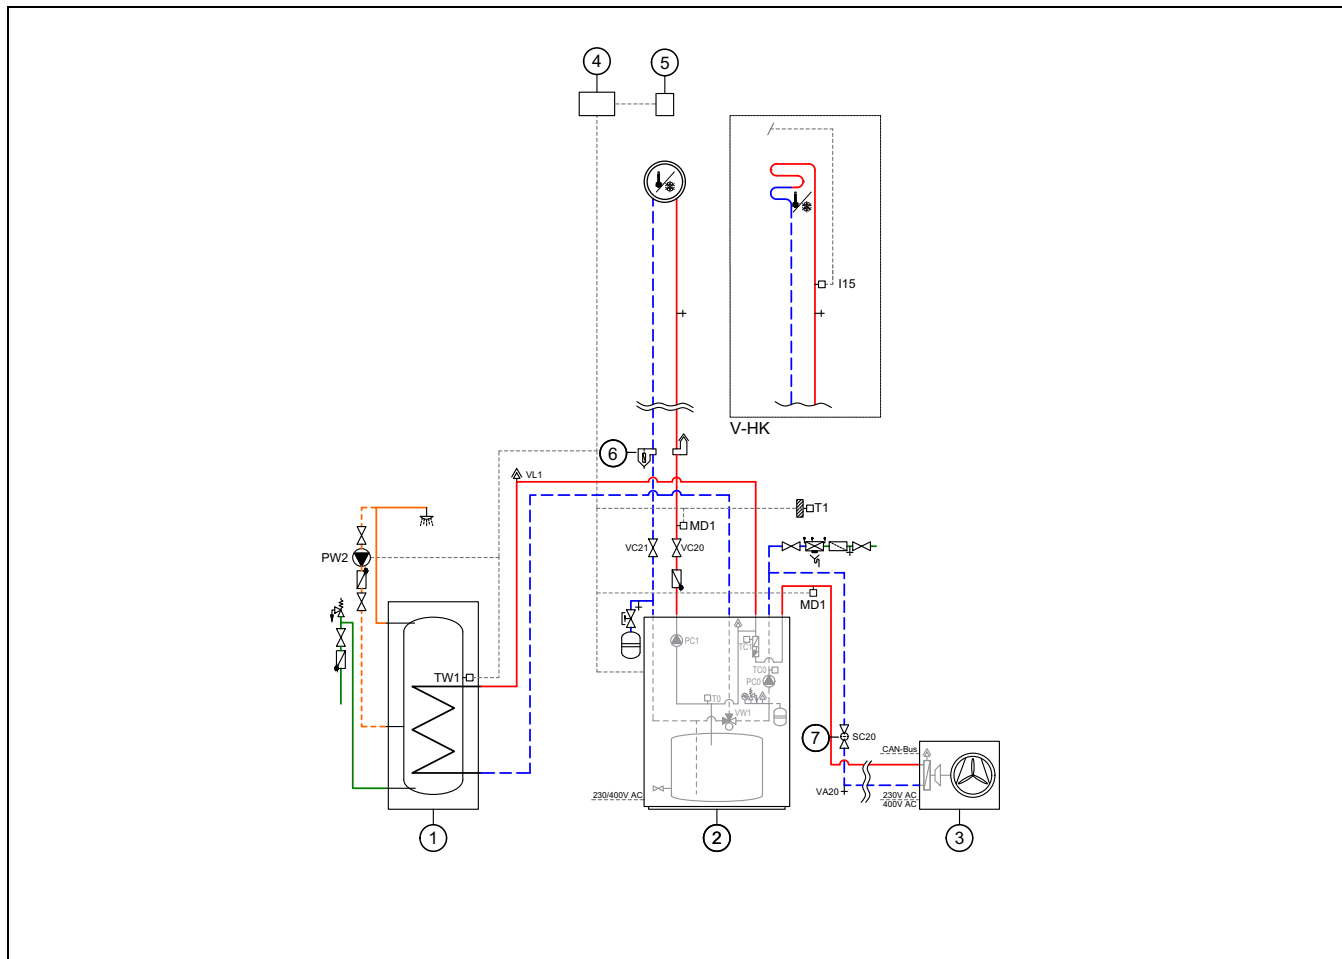 4
5
I15
V-HK
6
VL1
T1
MD1
VC21
VC20
PW2
MD1
PC1
TC1
TC0
PC0
TW1
T0
VW1
7
SC20
CAN-Bus
230/400V AC
VA20
230V AC
400V AC
1
2
3